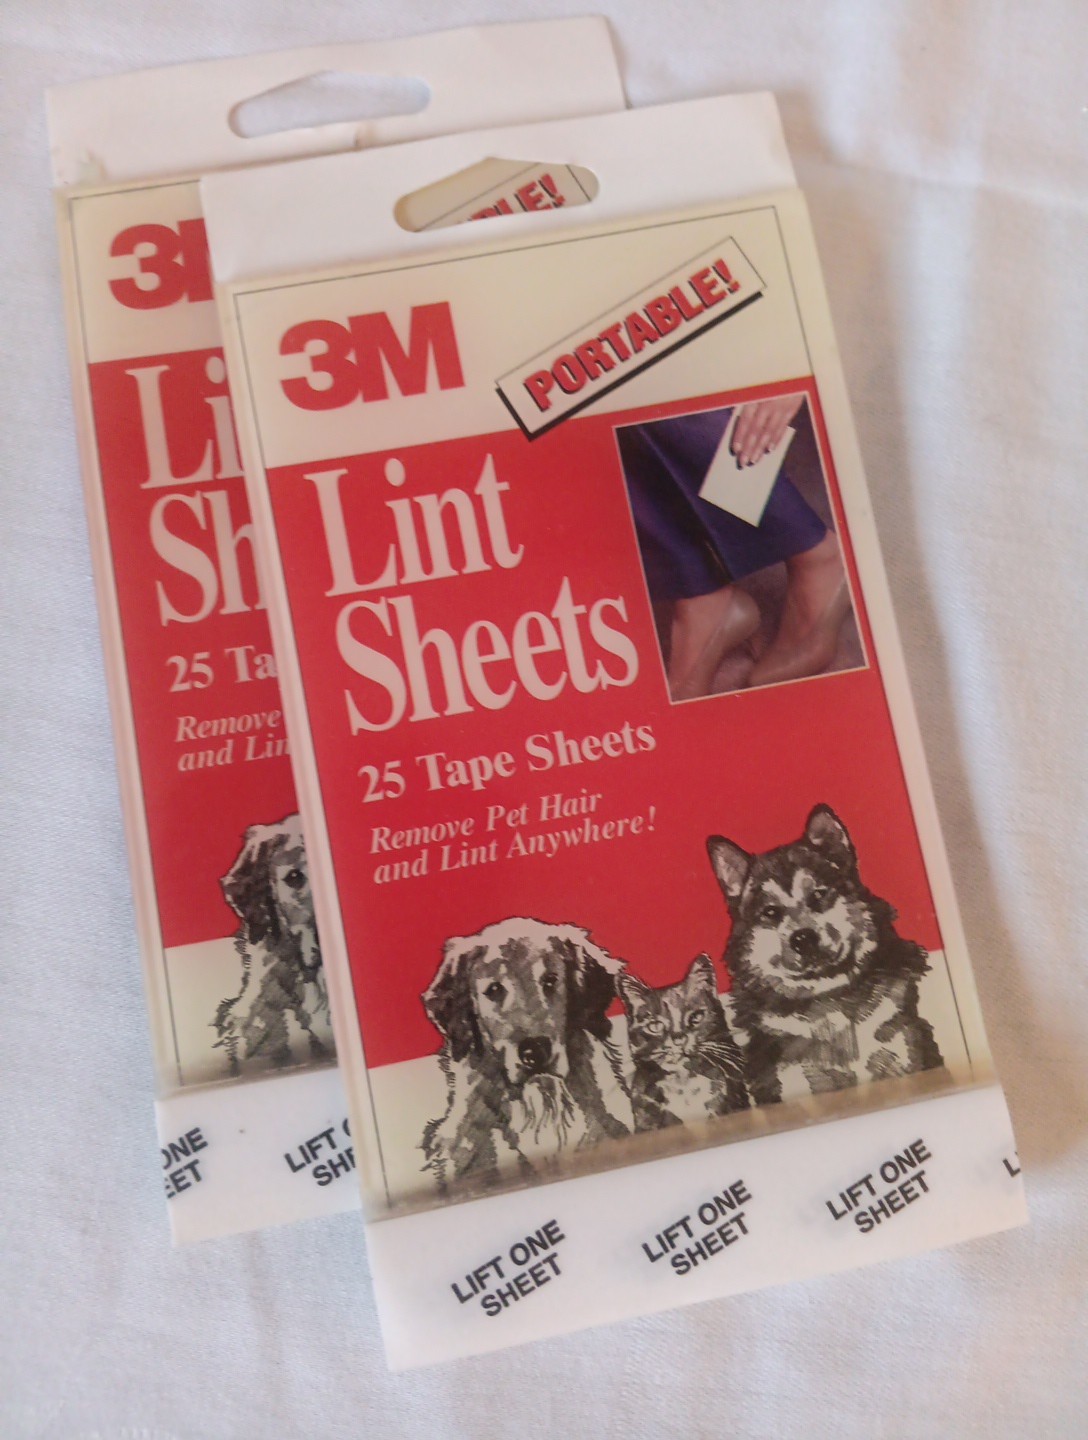 BLE!
3M
PORTABLE!
Lint
Sheets
25 Tape Sheets
Remove Pet Hair
and Lint Anywhere!
LIFT ONE
SHEET
LIFT ONE
SHEET
LIFT ONE
SHEET
L
3M
Li
Sh
25 Ta
Remove
and Lin
ONE
EET
LIFT O
SHE